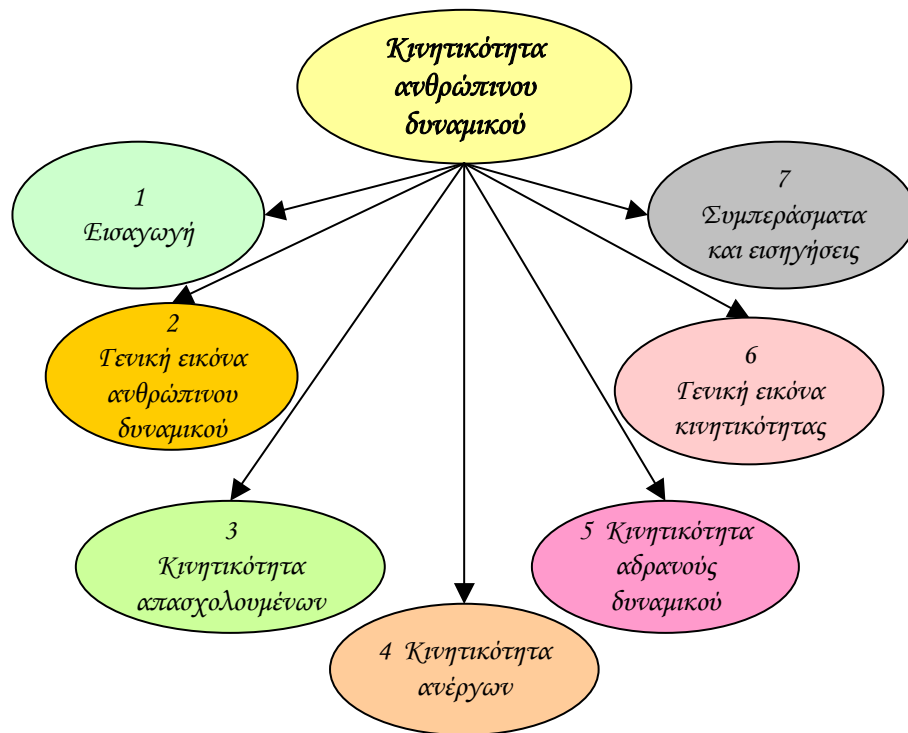 Κινητικότητα
ανθρώπινου
δυναμικού
1
Εισαγωγή
2
Γενική εικόνα
ανθρώπινου
δυναμικού
3
Κινητικότητα
απασχολουμένων
4 Κινητικότητα
ανέργων
5 Κινητικότητα
αδρανούς
δυναμικού
6
Γενική εικόνα
κινητικότητας
7
Συμπεράσματα
και εισηγήσεις